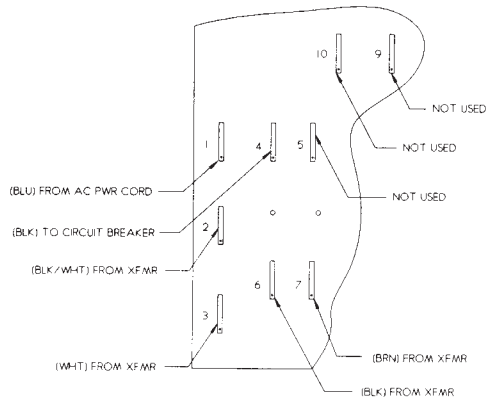 10
9
NOT USED
1
4
5
NOT USED
(BLU) FROM AC PWR CORD
NOT USED
2
(BLK) TO CIRCUIT BREAKER
(BLK/WHT) FROM XFMR
6
7
3
(WHT) FROM XFMR
(BRN) FROM XFMR
(BLK) FROM XFMR